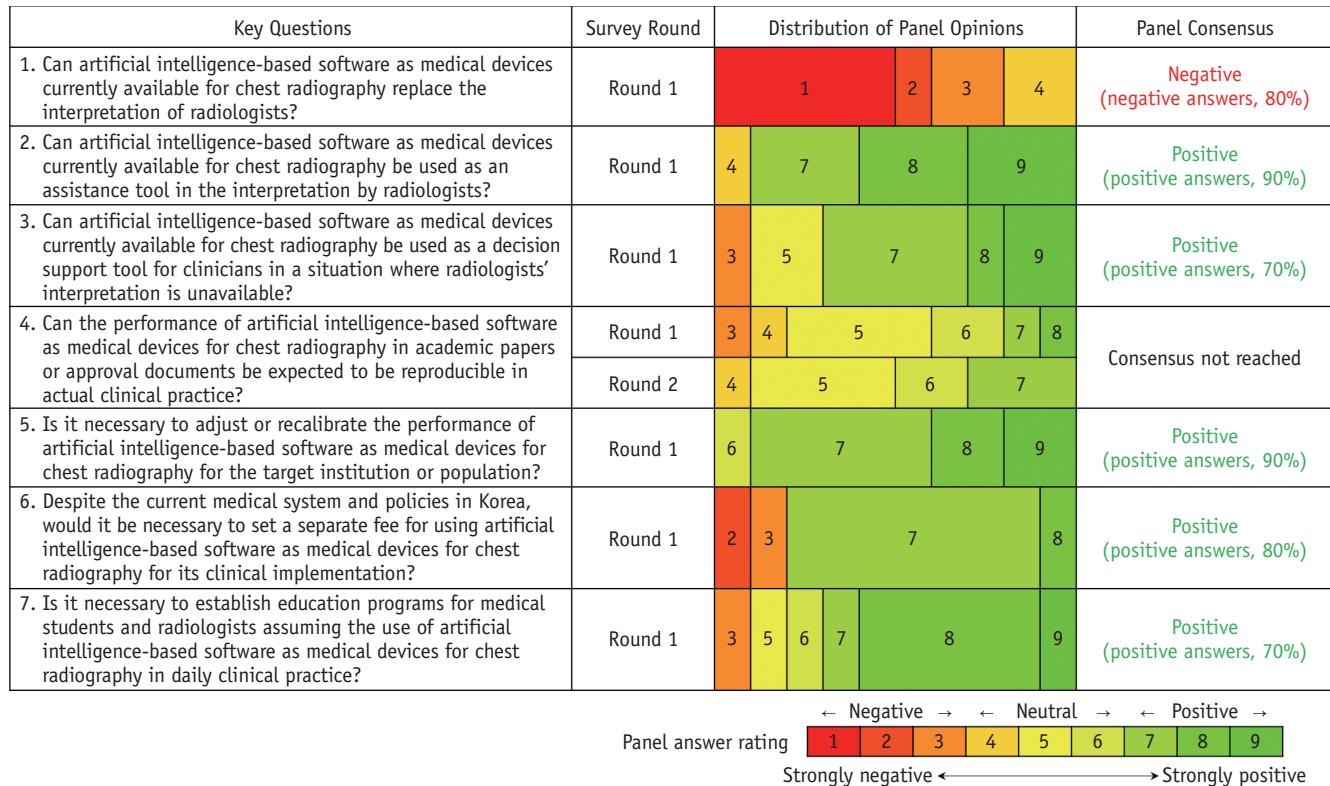 Key Questions
Survey Round
Distribution of Panel Opinions
Panel Consensus
1. Can artificial intelligence-based software as medical devices
currently available for chest radiography replace the
interpretation of radiologists?
Round 1
1 2 3 4
Negative
(negative answers, 80%)
2. Can artificial intelligence-based software as medical devices
currently available for chest radiography be used as an
assistance tool in the interpretation by radiologists?
Round 1
4 7 8 9
Positive
(positive answers, 90%)
3. Can artificial intelligence-based software as medical devices
currently available for chest radiography be used as a decision
support tool for clinicians in a situation where radiologists’
interpretation is unavailable?
Round 1
3 5 7 8 9
Positive
(positive answers, 70%)
4. Can the performance of artificial intelligence-based software
as medical devices for chest radiography in academic papers
or approval documents be expected to be reproducible in
actual clinical practice?
Round 1
3 4 5 6 7 8
Round 2
4 5 6 7
Consensus not reached
5. Is it necessary to adjust or recalibrate the performance of
artificial intelligence-based software as medical devices for
chest radiography for the target institution or population?
Round 1
6 7 8 9
Positive
(positive answers, 90%)
6. Despite the current medical system and policies in Korea,
would it be necessary to set a separate fee for using artificial
intelligence-based software as medical devices for chest
radiography for its clinical implementation?
Round 1
2 3 7 8
Positive
(positive answers, 80%)
7. Is it necessary to establish education programs for medical
students and radiologists assuming the use of artificial
intelligence-based software as medical devices for chest
radiography in daily clinical practice?
Round 1
3 5 6 7 8 9
Positive
(positive answers, 70%)
← Negative → ← Neutral → ← Positive →
Panel answer rating 1 2 3 4 5 6 7 8 9
Strongly negative ←→ Strongly positive